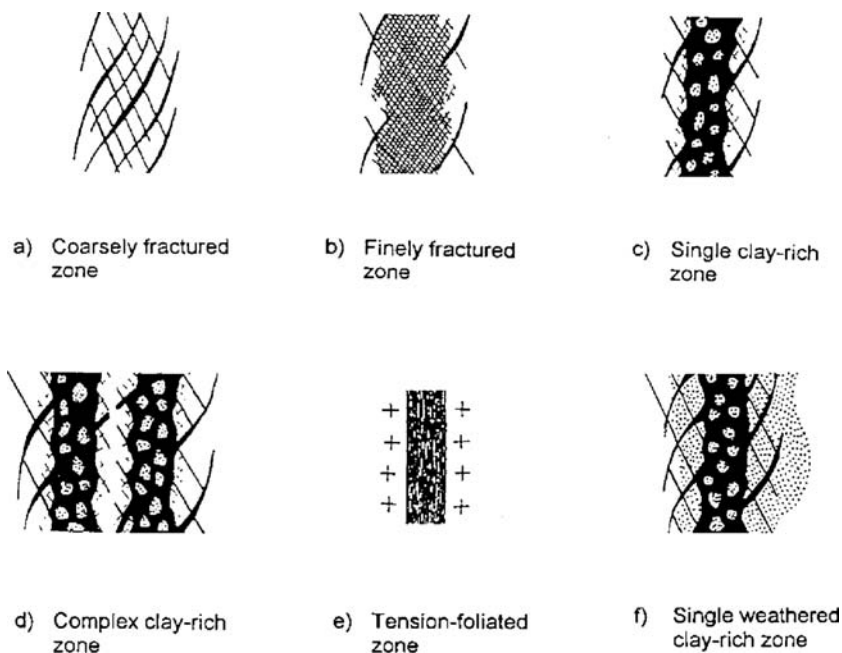 a) Coarsely fractured
zone
b) Finely fractured
zone
c) Single clay-rich
zone
d) Complex clay-rich
zone
e) Tension-foliated
zone
f) Single weathered
clay-rich zone